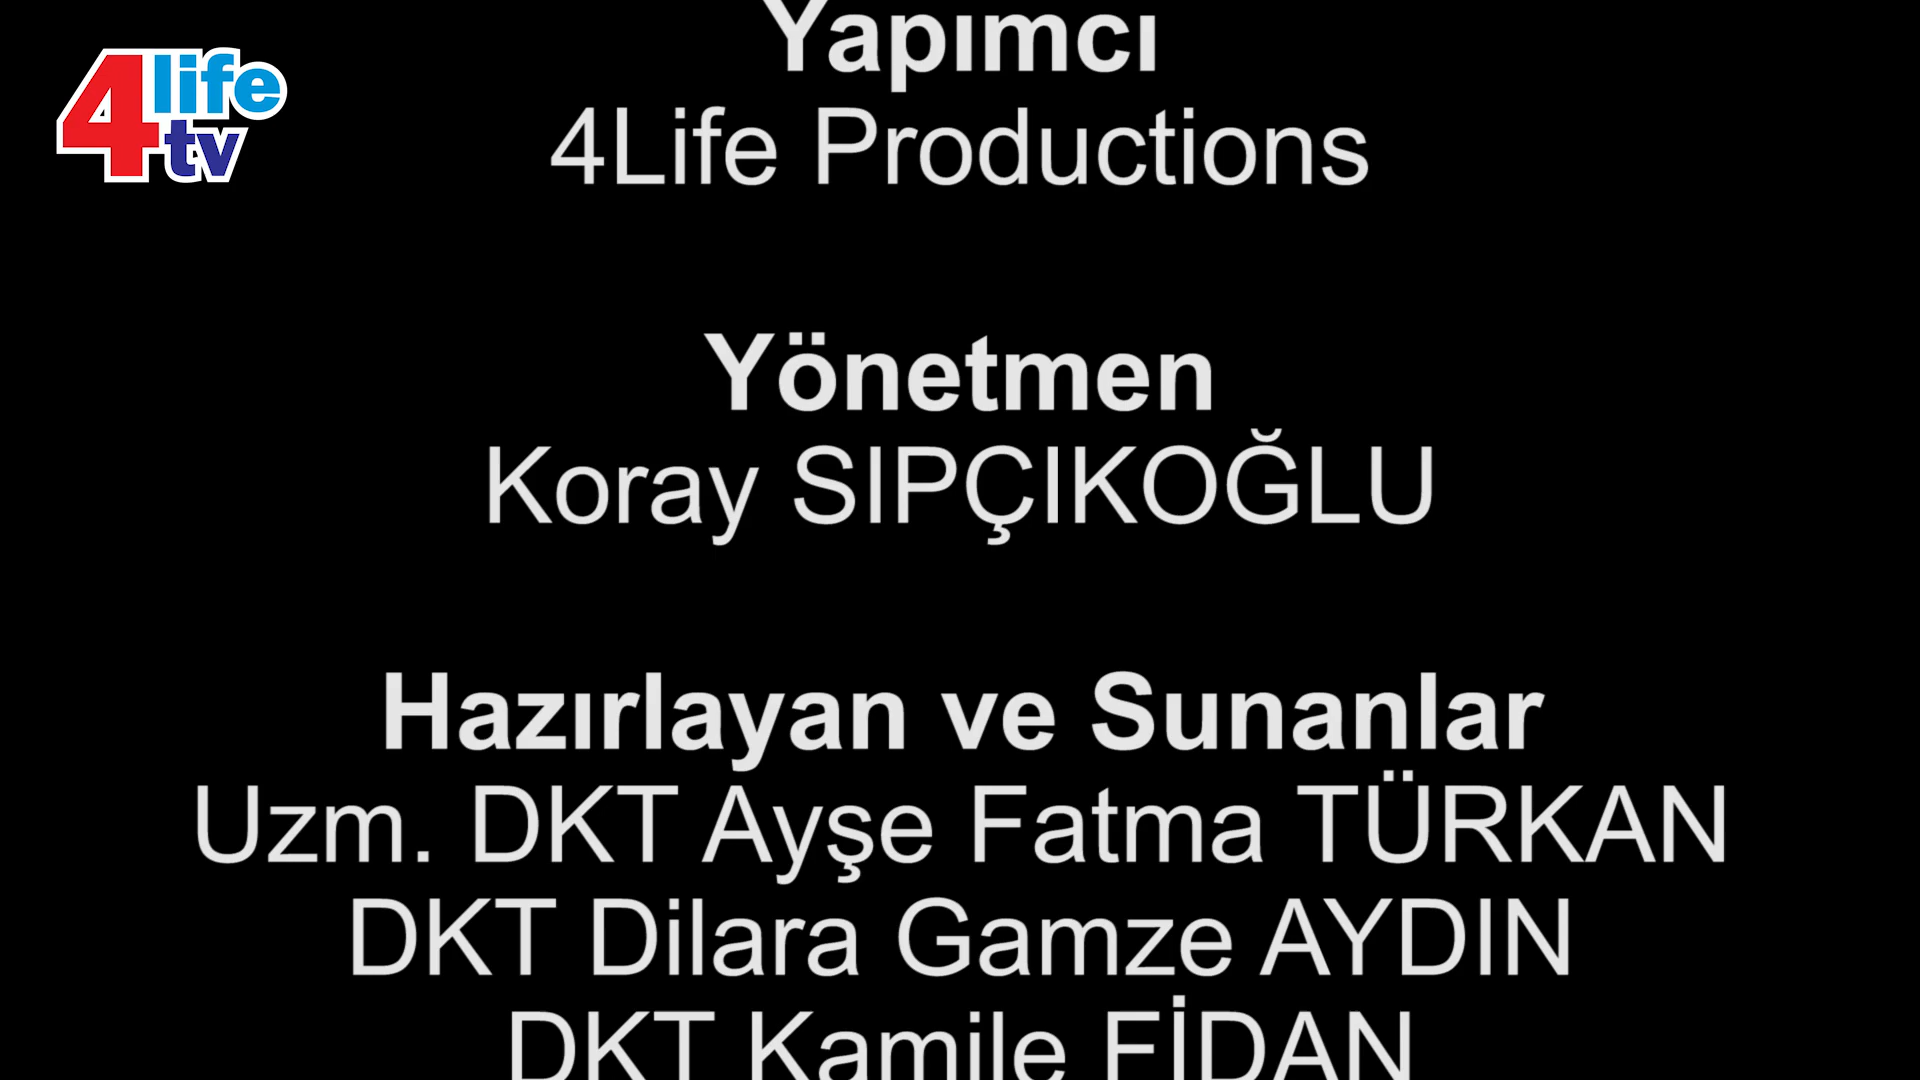 4life
tv
Yapımcı
4Life Productions
Yönetmen
Koray SIPÇIKOĞLU
Hazırlayan ve Sunanlar
Uzm. DKT Ayşe Fatma TÜRKAN
DKT Dilara Gamze AYDIN
DKT Kamile FİDAN